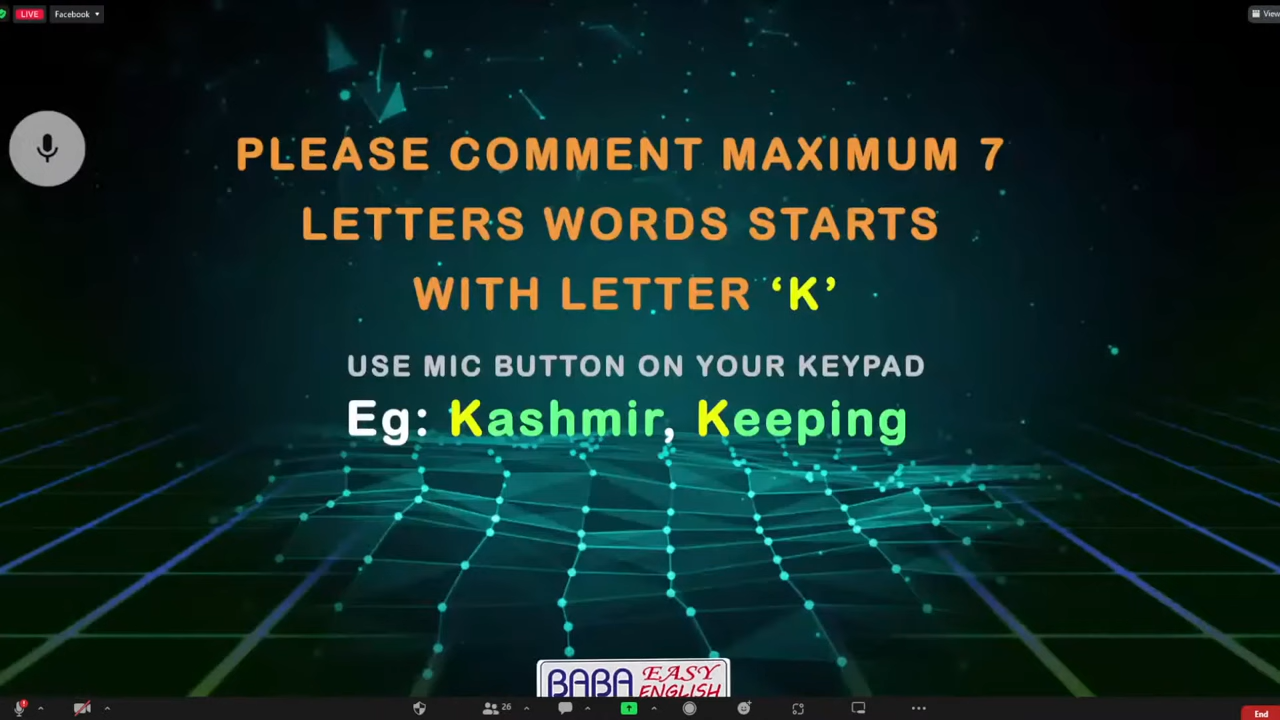 LIVE
Facebook
View
PLEASE COMMENT MAXIMUM 7
LETTERS WORDS STARTS
WITH LETTER ‘K’
USE MIC BUTTON ON YOUR KEYPAD
Eg: Kashmir, Keeping
BABA EASY ENGLISH
26
End